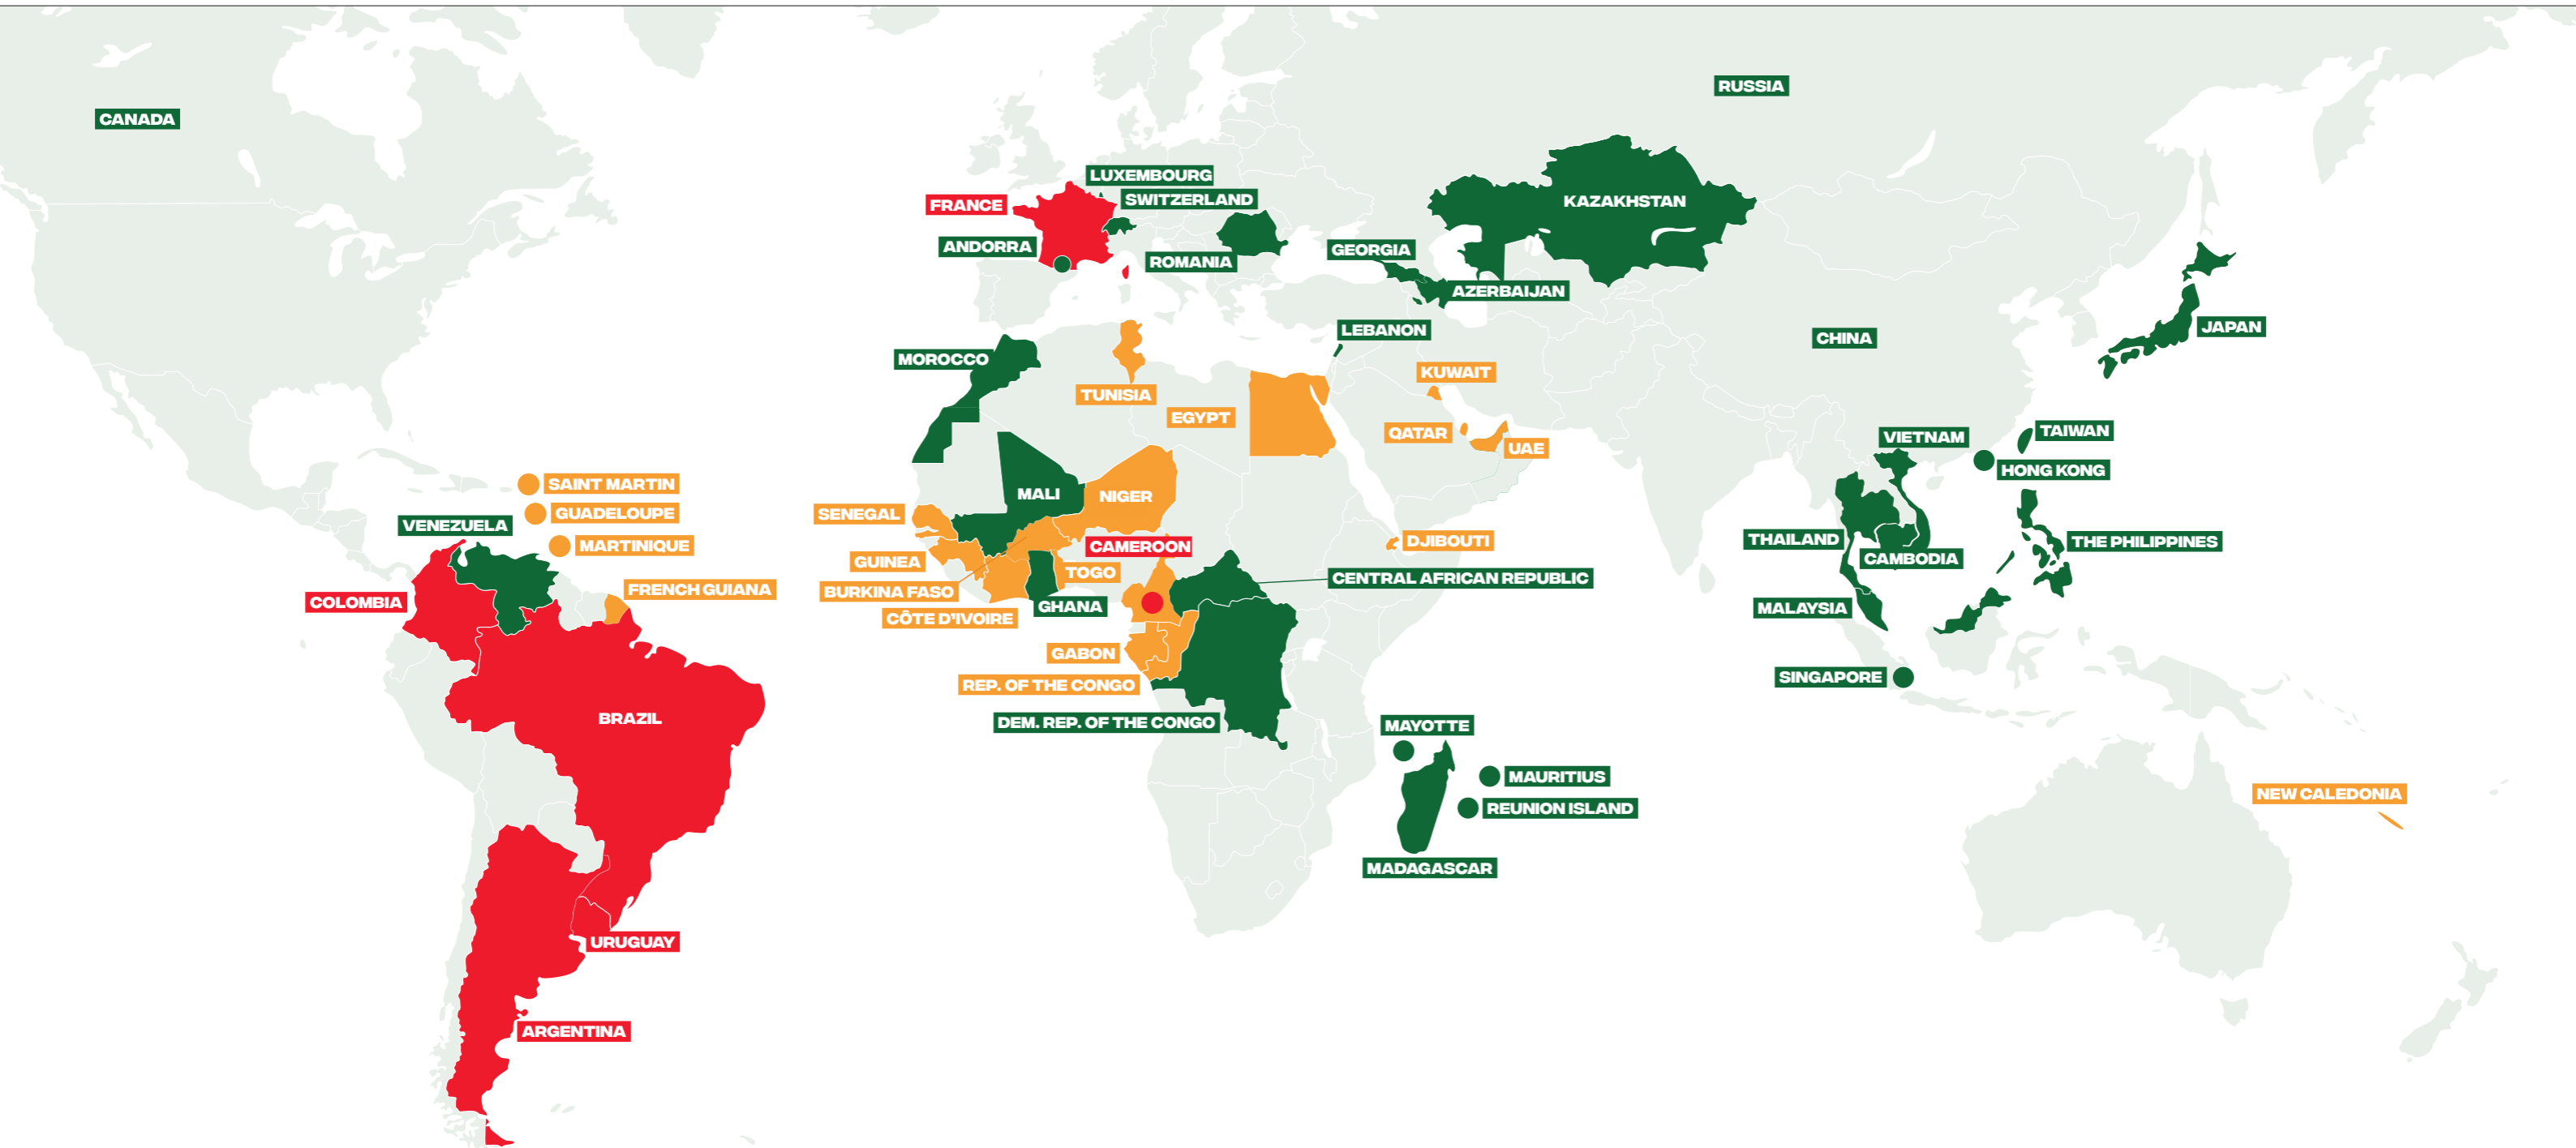 RUSSIA
CANADA
LUXEMBOURG
SWITZERLAND
FRANCE
KAZAKHSTAN
ANDORRA
ROMANIA
GEORGIA
AZERBAIJAN
LEBANON
JAPAN
CHINA
MOROCCO
KUWAIT
TUNISIA
EGYPT
QATAR
UAE
TAIWAN
VIETNAM
HONG KONG
SAINT MARTIN
GUADELOUPE
MARTINIQUE
VENEZUELA
MALI
NIGER
SENEGAL
CAMEROON
DJIBOUTI
THAILAND
THE PHILIPPINES
CAMBODIA
GUINEA
TOGO
CENTRAL AFRICAN REPUBLIC
BURKINA FASO
FRENCH GUIANA
COLOMBIA
GHANA
CÔTE D'IVOIRE
MALAYSIA
GABON
REP. OF THE CONGO
SINGAPORE
BRAZIL
DEM. REP. OF THE CONGO
MAYOTTE
MAURITIUS
REUNION ISLAND
NEW CALEDONIA
MADAGASCAR
URUGUAY
ARGENTINA